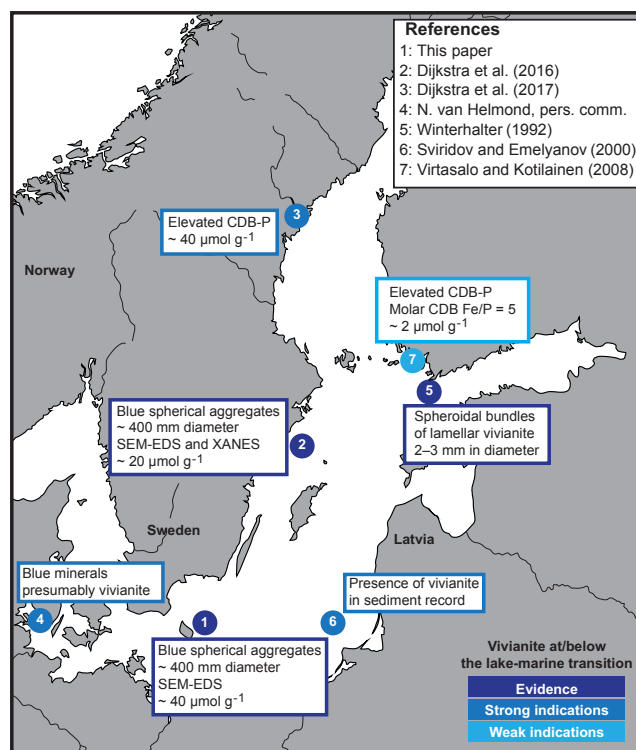 References
1: This paper
2: Dijkstra et al. (2016)
3: Dijkstra et al. (2017)
4: N. van Helmond, pers. comm.
5: Winterhalter (1992)
6: Sviridov and Emelyanov (2000)
7: Virtasalo and Kotilainen (2008)
3
Elevated CDB-P
~ 40 μmol g-1
Norway
Elevated CDB-P
Molar CDB Fe/P = 5
~ 2 μmol g-1
7
5
Blue spherical aggregates
~ 400 mm diameter
SEM-EDS and XANES
~ 20 μmol g-1
2
Spheroidal bundles
of lamellar vivianite
2–3 mm in diameter
Sweden
Latvia
Blue minerals
presumably vivianite
4
Presence of vivianite
in sediment record
1
6
Blue spherical aggregates
~ 400 mm diameter
SEM-EDS
~ 40 μmol g-1
Vivianite at/below
the lake-marine transition
Evidence
Strong indications
Weak indications